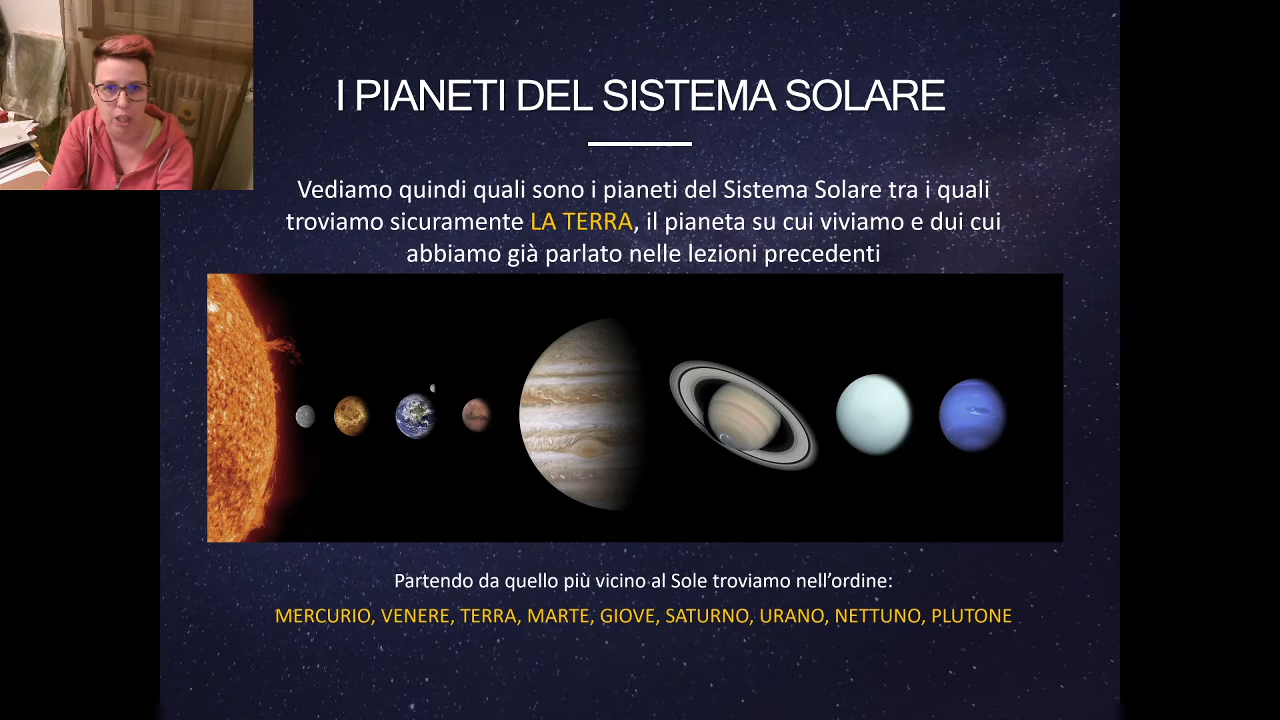 I PIANETI DEL SISTEMA SOLARE
Vediamo quindi quali sono i pianeti del Sistema Solare tra i quali
troviamo sicuramente LA TERRA, il pianeta su cui viviamo e dui cui
abbiamo già parlato nelle lezioni precedenti
Partendo da quello più vicino al Sole troviamo nell’ordine:
MERCURIO, VENERE, TERRA, MARTE, GIOVE, SATURNO, URANO, NETTUNO, PLUTONE